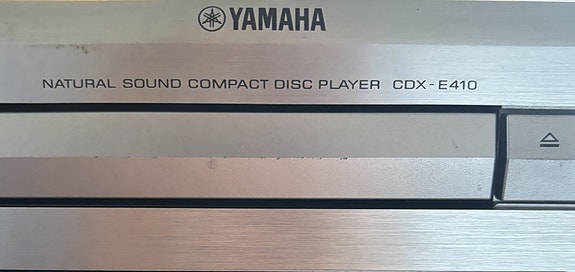 YAMAHA
NATURAL SOUND COMPACT DISC PLAYER CDX-E410